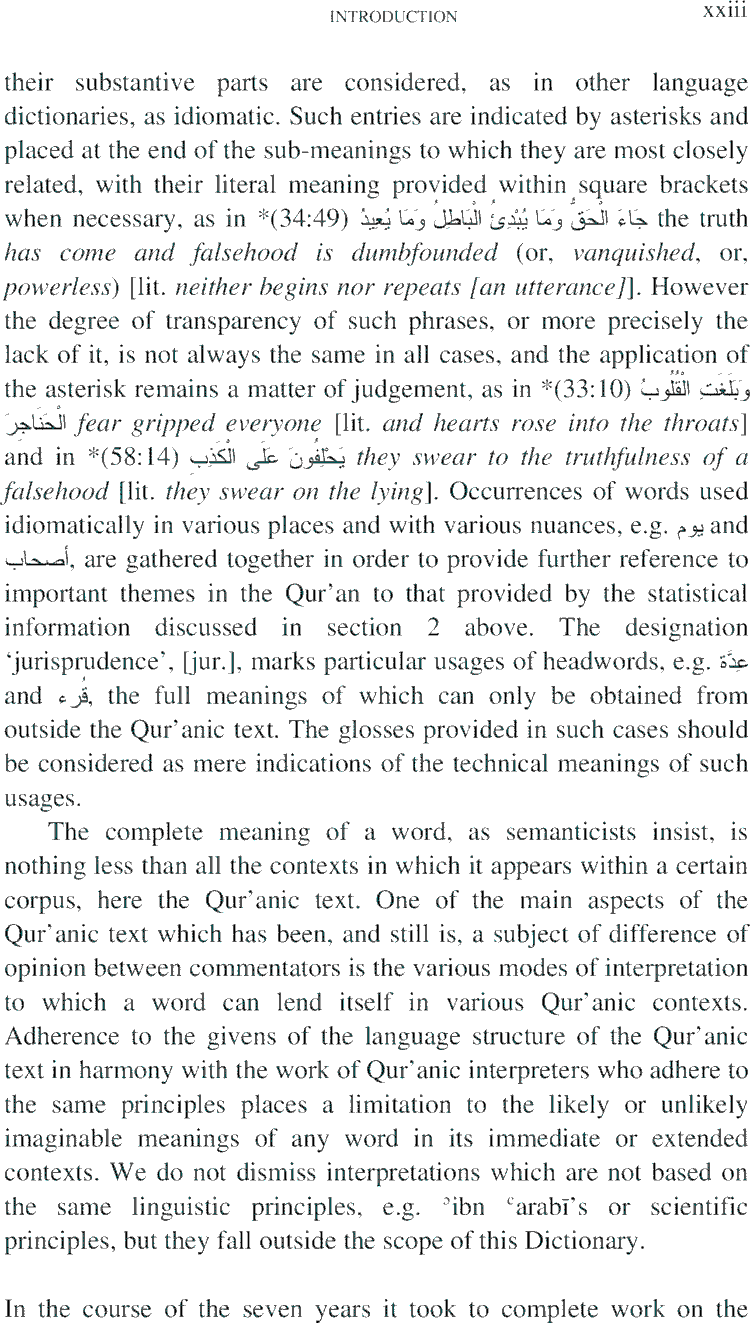 INTRODUCTION xxiii
their substantive parts are considered, as in other language
dictionaries, as idiomatic. Such entries are indicated by asterisks and
placed at the end of the sub-meanings to which they are most closely
related, with their literal meaning provided within square brackets
when necessary, as in *(34:49) جَاءَ الْحَقُّ وَمَا يُبْدِئُ الْبَاطِلُ وَمَا يُعِيدُ the truth
has come and falsehood is dumbfounded (or, vanquished, or,
powerless) [lit. neither begins nor repeats [an utterance]]. However
the degree of transparency of such phrases, or more precisely the
lack of it, is not always the same in all cases, and the application of
the asterisk remains a matter of judgement, as in *(33:10) وَبَلَغَتِ الْقُلُوبُ
الْحَنَاجِرَ fear gripped everyone [lit. and hearts rose into the throats]
and in *(58:14) يَحْلِفُونَ عَلَى الْكَذِبِ they swear to the truthfulness of a
falsehood [lit. they swear on the lying]. Occurrences of words used
idiomatically in various places and with various nuances, e.g. يوم and
أصحاب, are gathered together in order to provide further reference to
important themes in the Qur’an to that provided by the statistical
information discussed in section 2 above. The designation
‘jurisprudence’, [jur.], marks particular usages of headwords, e.g. عِدَّة
and قُرء, the full meanings of which can only be obtained from
outside the Qur’anic text. The glosses provided in such cases should
be considered as mere indications of the technical meanings of such
usages.
The complete meaning of a word, as semanticists insist, is
nothing less than all the contexts in which it appears within a certain
corpus, here the Qur’anic text. One of the main aspects of the
Qur’anic text which has been, and still is, a subject of difference of
opinion between commentators is the various modes of interpretation
to which a word can lend itself in various Qur’anic contexts.
Adherence to the givens of the language structure of the Qur’anic
text in harmony with the work of Qur’anic interpreters who adhere to
the same principles places a limitation to the likely or unlikely
imaginable meanings of any word in its immediate or extended
contexts. We do not dismiss interpretations which are not based on
the same linguistic principles, e.g. ʾibn ʿarabī’s or scientific
principles, but they fall outside the scope of this Dictionary.
In the course of the seven years it took to complete work on the